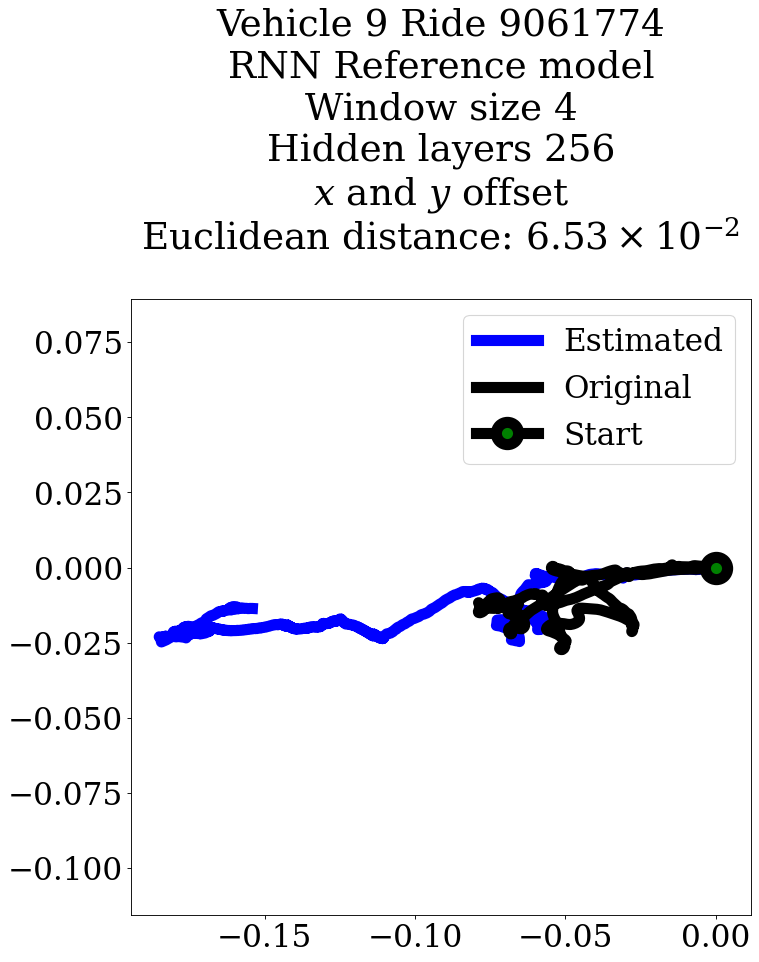 Vehicle 9 Ride 9061774
RNN Reference model
Window size 4
Hidden layers 256
x and y offset
Euclidean distance: 6.53 × 10⁻²
Estimated
Original
Start
0.075
0.050
0.025
0.000
−0.025
−0.050
−0.075
−0.100
−0.15 −0.10 −0.05 0.00